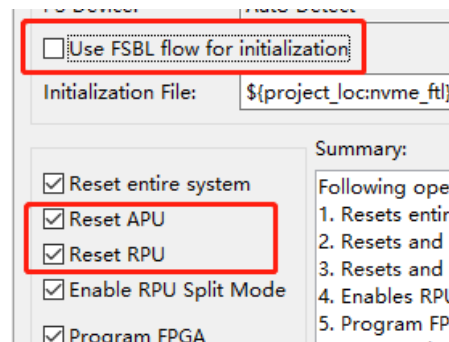 Use FSBL flow for initialization
Initialization File: ${project_loc:nvme_ftl}
Summary:
Reset entire system
Following ope
Reset APU
1. Resets entir
Reset RPU
2. Resets and
3. Resets and
Enable RPU Split Mode
4. Enables RPU
Program FPGA
5. Program FP